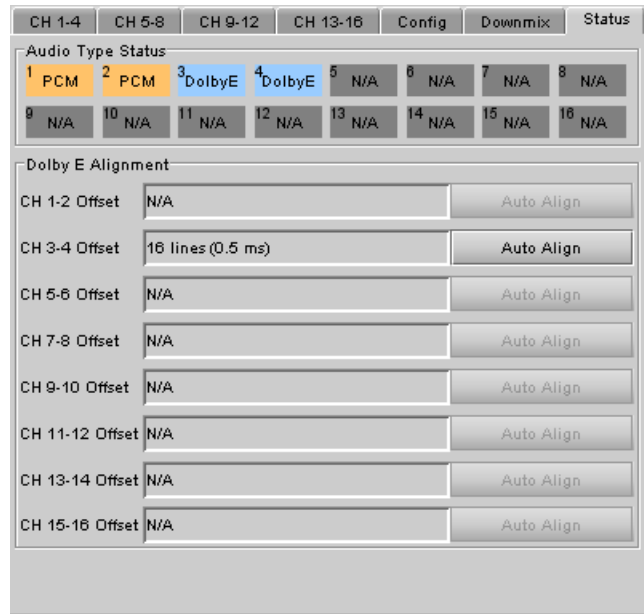 CH 1-4 CH 5-8 CH 9-12 CH 13-16 Config Downmix Status
Audio Type Status
1 PCM 2 PCM 3 DolbyE 4 DolbyE 5 N/A 6 N/A 7 N/A 8 N/A
9 N/A 10 N/A 11 N/A 12 N/A 13 N/A 14 N/A 15 N/A 16 N/A
Dolby E Alignment
CH 1-2 Offset N/A Auto Align
CH 3-4 Offset 16 lines (0.5 ms) Auto Align
CH 5-6 Offset N/A Auto Align
CH 7-8 Offset N/A Auto Align
CH 9-10 Offset N/A Auto Align
CH 11-12 Offset N/A Auto Align
CH 13-14 Offset N/A Auto Align
CH 15-16 Offset N/A Auto Align